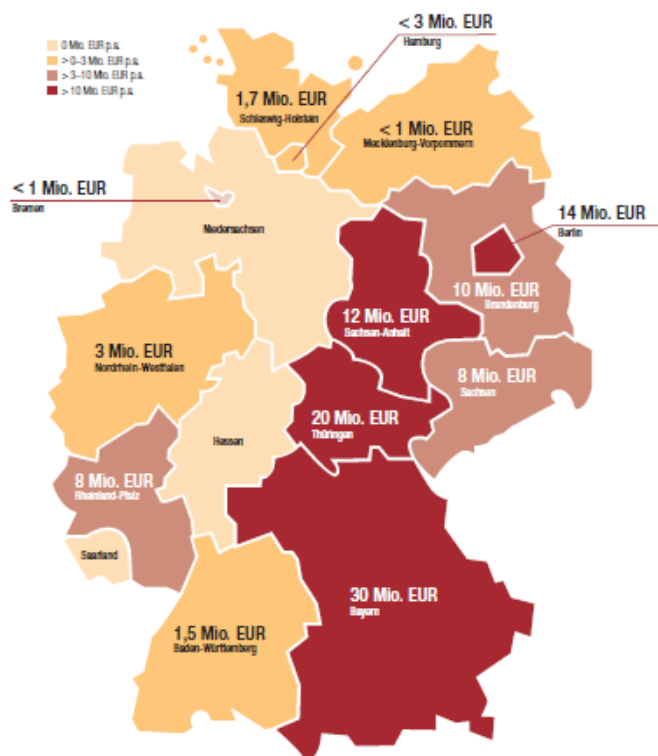 0 Mio. EUR p.a.
> 0–3 Mio. EUR p.a.
> 3–10 Mio. EUR p.a.
> 10 Mio. EUR p.a.
< 3 Mio. EUR
Hamburg
1,7 Mio. EUR
Schleswig-Holstein
< 1 Mio. EUR
Mecklenburg-Vorpommern
< 1 Mio. EUR
Bremen
Niedersachsen
14 Mio. EUR
Berlin
10 Mio. EUR
Brandenburg
12 Mio. EUR
Sachsen-Anhalt
3 Mio. EUR
Nordrhein-Westfalen
8 Mio. EUR
Sachsen
20 Mio. EUR
Thüringen
Hessen
8 Mio. EUR
Rheinland-Pfalz
Saarland
30 Mio. EUR
Bayern
1,5 Mio. EUR
Baden-Württemberg